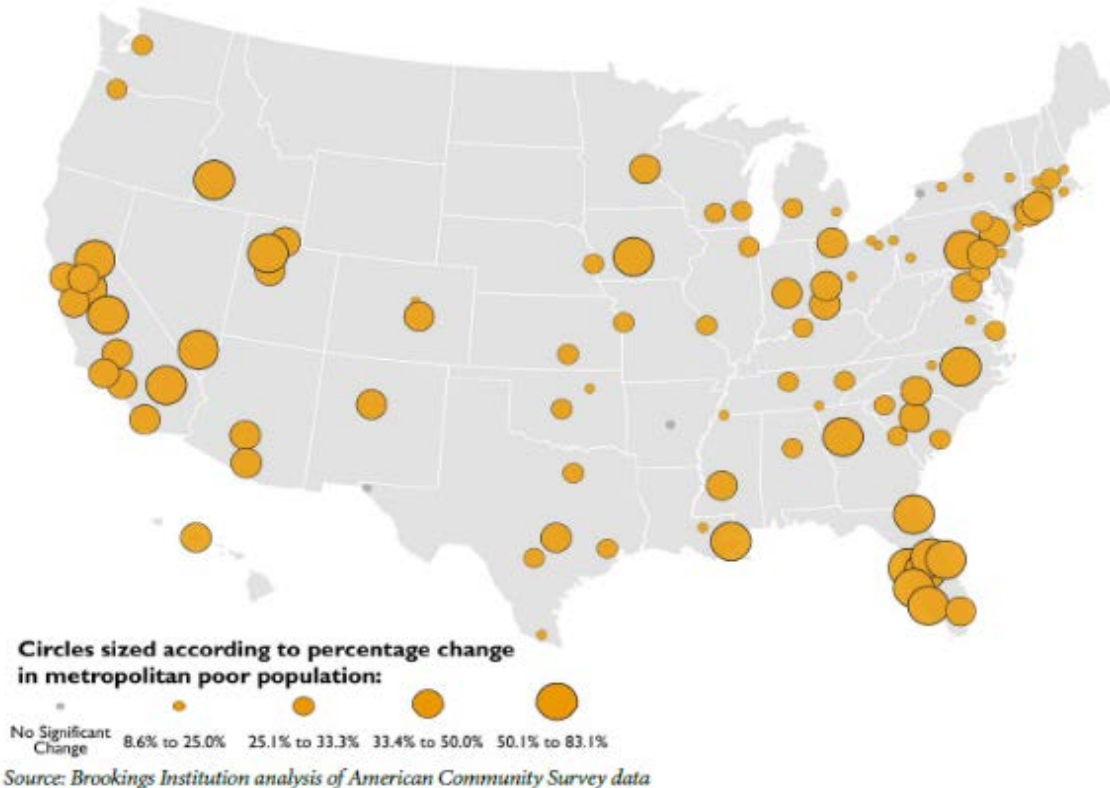 Circles sized according to percentage change
in metropolitan poor population:
No Significant
Change
8.6% to 25.0%
25.1% to 33.3%
33.4% to 50.0%
50.1% to 83.1%
Source: Brookings Institution analysis of American Community Survey data